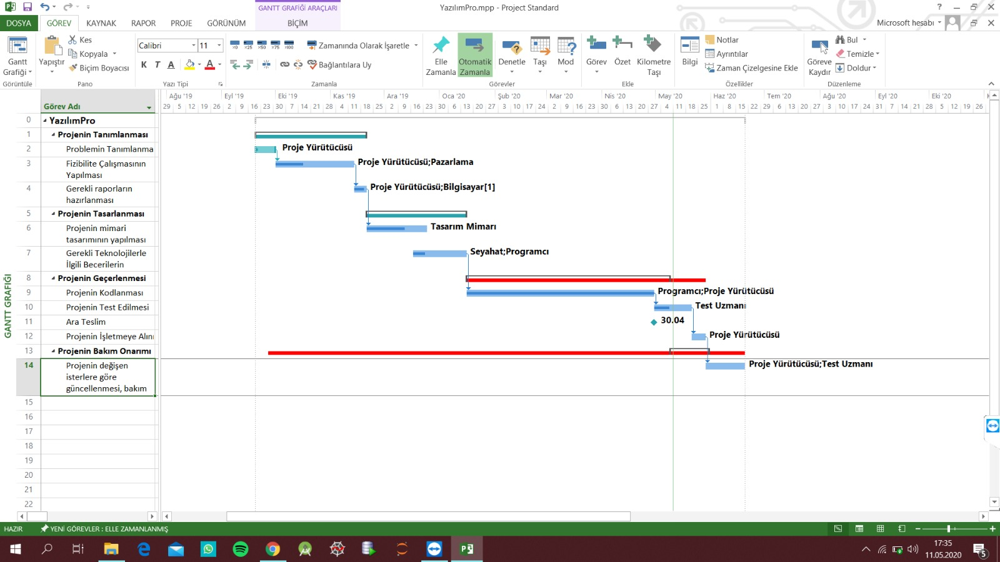 GANTT GRAFİĞİ ARAÇLARI
YazılımPro.mpp - Project Standard
DOSYA GÖREV KAYNAK RAPOR PROJE GÖRÜNÜM BİÇİM
Microsoft hesabı
Gantt Grafiği
Yapıştır
Kes
Kopyala
Biçim Boyacısı
Calibri 11
K T A
Zamanında Olarak İşaretle
Bağlantılara Uy
Elle Zamanla
Otomatik Zamanla
Denetle
Taşı
Mod
Görev
Özet
Kilometre Taşı
Bilgi
Notlar
Ayrıntılar
Zaman Çizelgesine Ekle
Göreve Kaydır
Bul
Temizle
Doldur
Görüntüle Pano Yazı Tipi Zamanla Görevler Ekle Özellikler Düzenleme
Ağu '19 Eyl '19 Eki '19 Kas '19 Ara '19 Oca '20 Şub '20 Mar '20 Nis '20 May '20 Haz '20 Tem '20 Ağu '20 Eyl '20 Eki '20
Görev Adı
29 5 12 19 26 2 9 16 23 30 7 14 21 28 4 11 18 25 2 9 16 23 30 6 13 20 27 3 10 17 24 2 9 15 23 30 6 13 20 27 4 11 18 25 1 8 15 22 29 6 13 20 27 3 10 17 24 31 7 14 21 28 5 12 19 26
0 YazılımPro
1 Projenin Tanımlanması
2 Problemin Tanımlanma
Proje Yürütücüsü
3 Fizibilite Çalışmasının
Yapılması
Proje Yürütücüsü;Pazarlama
4 Gerekli raporların
hazırlanması
Proje Yürütücüsü;Bilgisayar[1]
5 Projenin Tasarlanması
6 Projenin mimari
tasarımının yapılması
Tasarım Mimarı
7 Gerekli Teknolojilerle
İlgili Becerilerin
Seyahat;Programcı
8 Projenin Geçerlenmesi
9 Projenin Kodlanması
Programcı;Proje Yürütücüsü
10 Projenin Test Edilmesi
Test Uzmanı
11 Ara Teslim
30.04
12 Projenin İşletmeye Alın
Proje Yürütücüsü
13 Projenin Bakım Onarımı
14 Projenin değişen
isterlere göre
güncellenmesi, bakım
Proje Yürütücüsü;Test Uzmanı
15
16
17
18
19
20
21
22
GANTT GRAFİĞİ
HAZIR YENİ GÖREVLER : ELLE ZAMANLANMIŞ
17:35
11.05.2020
5